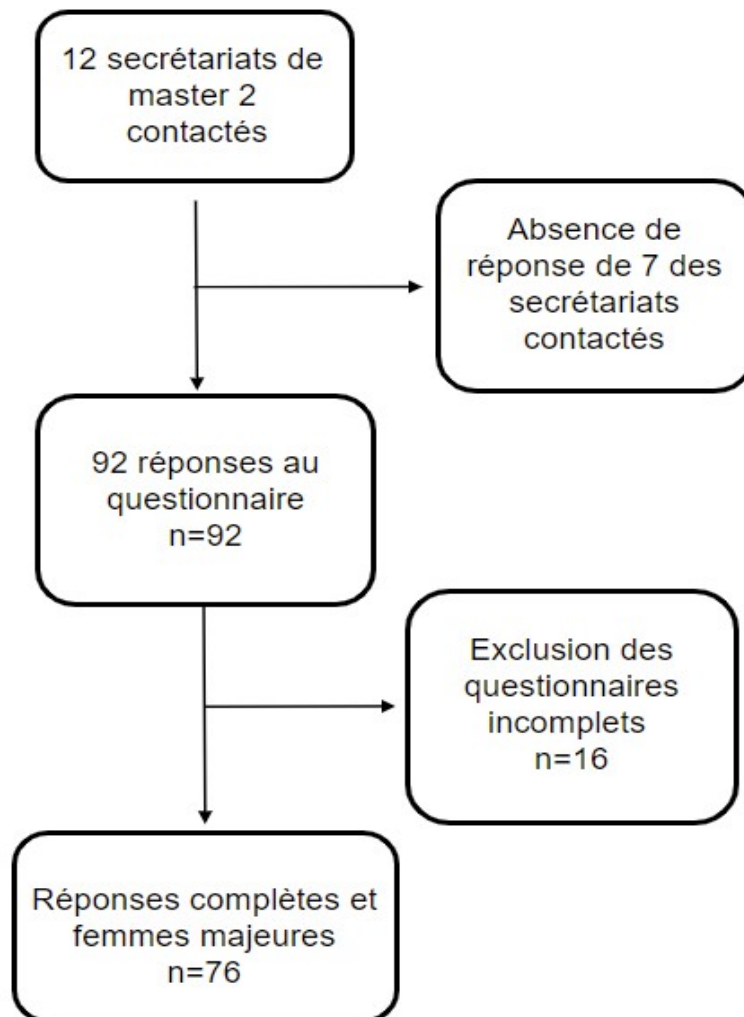 12 secrétariats de
master 2
contactés
Absence de
réponse de 7 des
secrétariats
contactés
92 réponses au
questionnaire
n=92
Exclusion des
questionnaires
incomplets
n=16
Réponses complètes et
femmes majeures
n=76